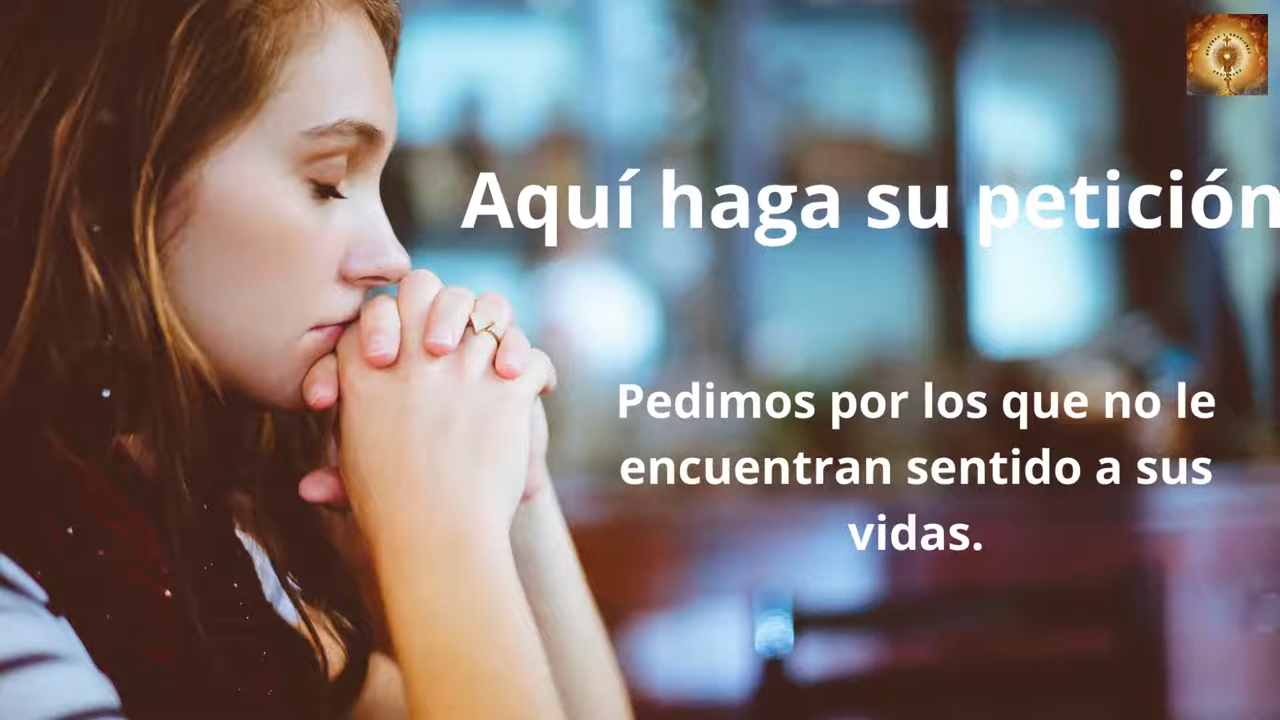 Aquí haga su petición
Pedimos por los que no le
encuentran sentido a sus
vidas.